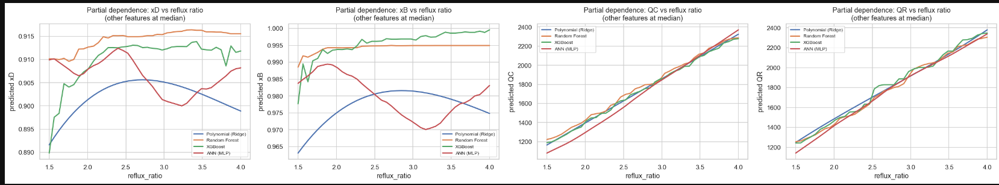 Partial dependence: xD vs reflux ratio
(other features at median)
predicted xD
0.915
0.910
0.905
0.900
0.895
0.890
Polynomial (Ridge)
Random Forest
XGBoost
ANN (MLP)
1.5 2.0 2.5 3.0 3.5 4.0
reflux_ratio
Partial dependence: xB vs reflux ratio
(other features at median)
predicted xB
1.000
0.995
0.990
0.985
0.980
0.975
0.970
0.965
Polynomial (Ridge)
Random Forest
XGBoost
ANN (MLP)
1.5 2.0 2.5 3.0 3.5 4.0
reflux_ratio
Partial dependence: QC vs reflux ratio
(other features at median)
predicted QC
2400
2200
2000
1800
1600
1400
1200
Polynomial (Ridge)
Random Forest
XGBoost
ANN (MLP)
1.5 2.0 2.5 3.0 3.5 4.0
reflux_ratio
Partial dependence: QR vs reflux ratio
(other features at median)
predicted QR
2400
2200
2000
1800
1600
1400
1200
Polynomial (Ridge)
Random Forest
XGBoost
ANN (MLP)
1.5 2.0 2.5 3.0 3.5 4.0
reflux_ratio